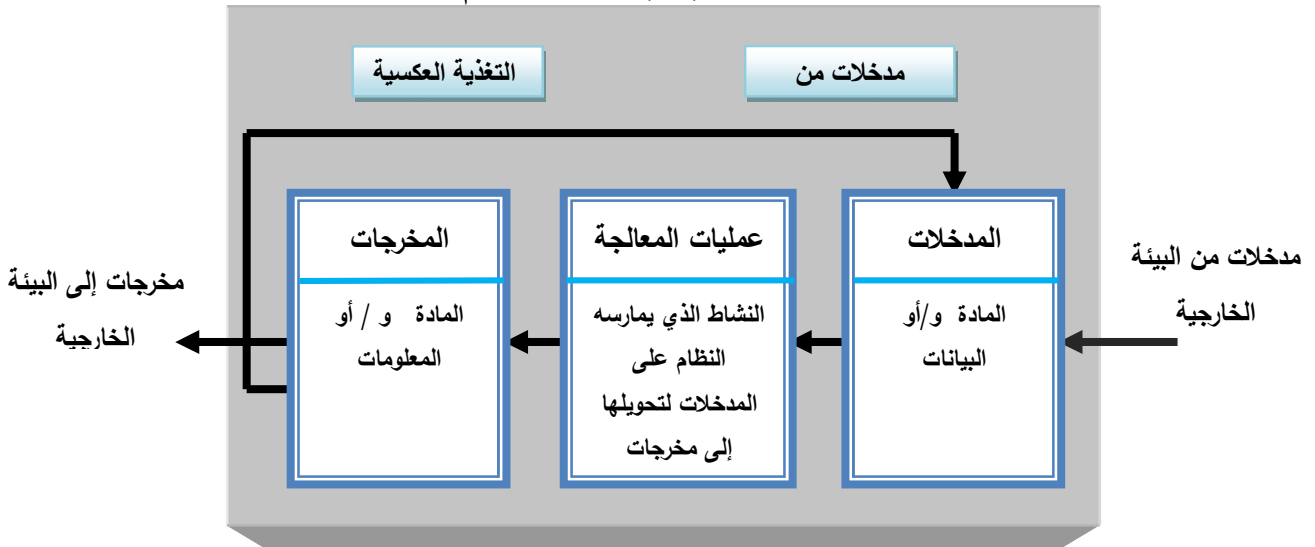 مدخلات من
التغذية العكسية
مدخلات من البيئة
الخارجية
المدخلات
المادة و/أو
البيانات
عمليات المعالجة
النشاط الذي يمارسه
النظام على
المدخلات لتحويلها
إلى مخرجات
المخرجات
المادة و / أو
المعلومات
مخرجات إلى البيئة
الخارجية